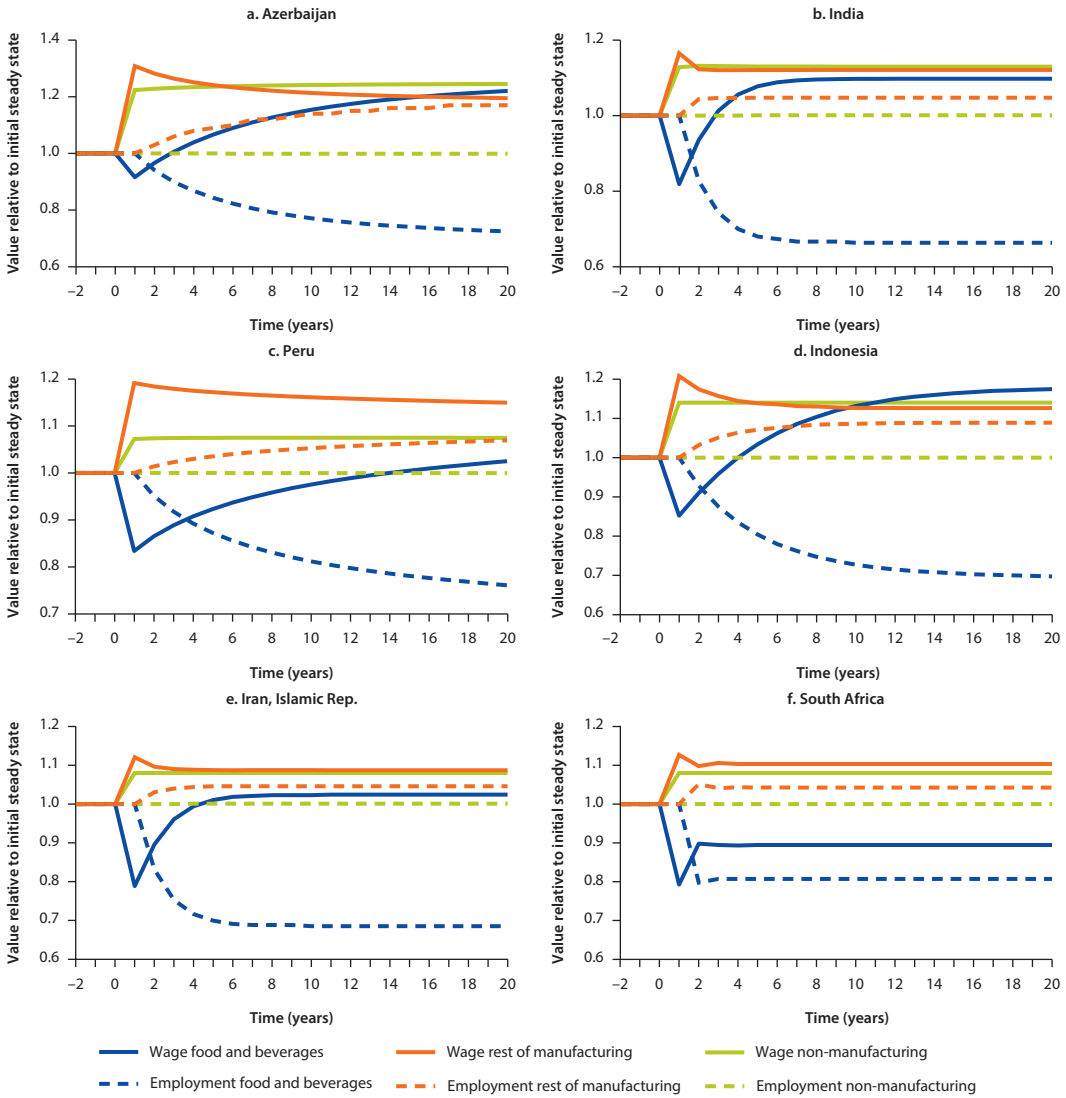 a. Azerbaijan
Value relative to initial steady state
1.4
1.2
1.0
0.8
0.6
–2 0 2 4 6 8 10 12 14 16 18 20
Time (years)
b. India
Value relative to initial steady state
1.2
1.0
0.8
0.6
–2 0 2 4 6 8 10 12 14 16 18 20
Time (years)
c. Peru
Value relative to initial steady state
1.2
1.1
1.0
0.9
0.8
0.7
–2 0 2 4 6 8 10 12 14 16 18 20
Time (years)
d. Indonesia
Value relative to initial steady state
1.2
1.1
1.0
0.9
0.8
0.7
0.6
–2 0 2 4 6 8 10 12 14 16 18 20
Time (years)
e. Iran, Islamic Rep.
Value relative to initial steady state
1.2
1.1
1.0
0.9
0.8
0.7
0.6
–2 0 2 4 6 8 10 12 14 16 18 20
Time (years)
f. South Africa
Value relative to initial steady state
1.2
1.1
1.0
0.9
0.8
0.7
0.6
–2 0 2 4 6 8 10 12 14 16 18 20
Time (years)
Wage food and beverages
Wage rest of manufacturing
Wage non-manufacturing
Employment food and beverages
Employment rest of manufacturing
Employment non-manufacturing